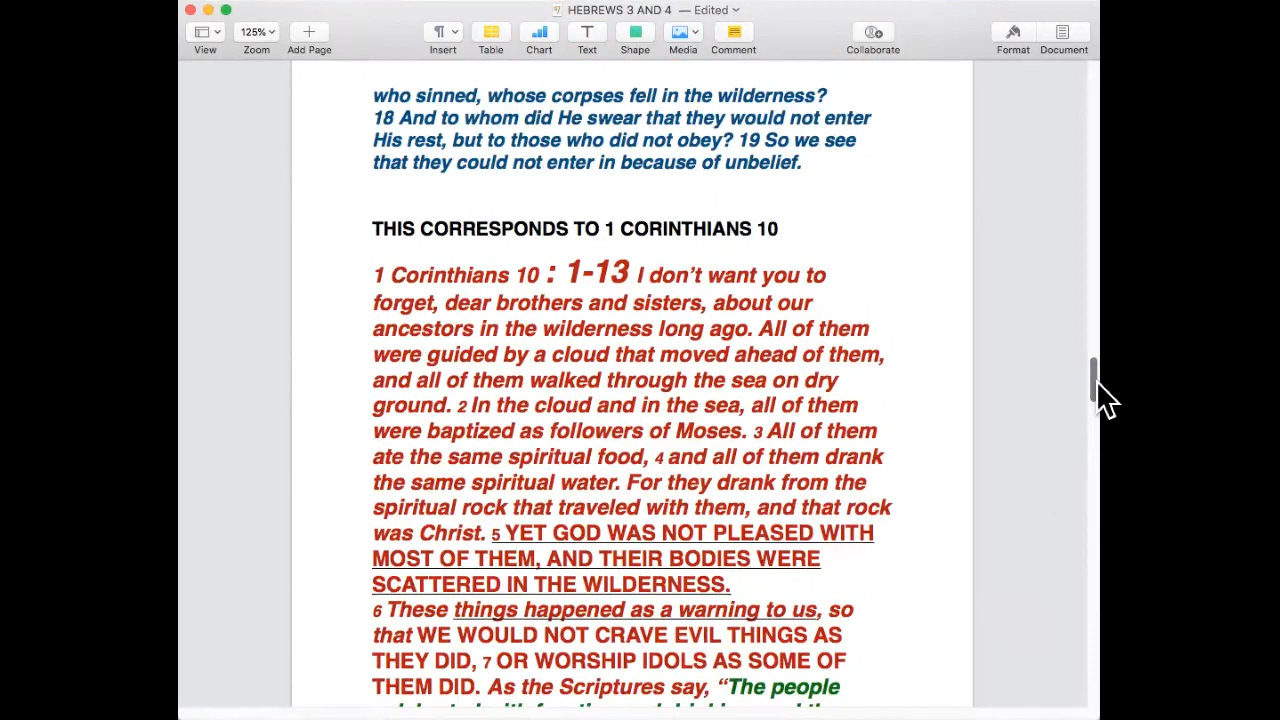 HEBREWS 3 AND 4 — Edited
125%
View
Zoom
Add Page
Insert
Table
Chart
Text
Shape
Media
Comment
Collaborate
Format
Document
who sinned, whose corpses fell in the wilderness?
18 And to whom did He swear that they would not enter
His rest, but to those who did not obey? 19 So we see
that they could not enter in because of unbelief.
THIS CORRESPONDS TO 1 CORINTHIANS 10
1 Corinthians 10 : 1-13 I don’t want you to
forget, dear brothers and sisters, about our
ancestors in the wilderness long ago. All of them
were guided by a cloud that moved ahead of them,
and all of them walked through the sea on dry
ground. 2 In the cloud and in the sea, all of them
were baptized as followers of Moses. 3 All of them
ate the same spiritual food, 4 and all of them drank
the same spiritual water. For they drank from the
spiritual rock that traveled with them, and that rock
was Christ. 5 YET GOD WAS NOT PLEASED WITH
MOST OF THEM, AND THEIR BODIES WERE
SCATTERED IN THE WILDERNESS.
6 These things happened as a warning to us, so
that WE WOULD NOT CRAVE EVIL THINGS AS
THEY DID, 7 OR WORSHIP IDOLS AS SOME OF
THEM DID. As the Scriptures say, “The people